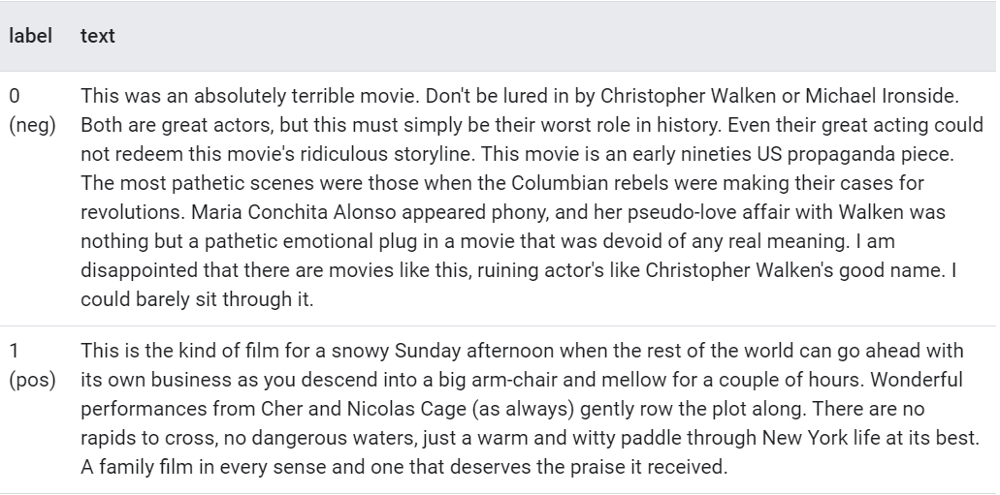 label text
0 This was an absolutely terrible movie. Don't be lured in by Christopher Walken or Michael Ironside.
(neg) Both are great actors, but this must simply be their worst role in history. Even their great acting could
not redeem this movie's ridiculous storyline. This movie is an early nineties US propaganda piece.
The most pathetic scenes were those when the Columbian rebels were making their cases for
revolutions. Maria Conchita Alonso appeared phony, and her pseudo-love affair with Walken was
nothing but a pathetic emotional plug in a movie that was devoid of any real meaning. I am
disappointed that there are movies like this, ruining actor's like Christopher Walken's good name. I
could barely sit through it.
1 This is the kind of film for a snowy Sunday afternoon when the rest of the world can go ahead with
(pos) its own business as you descend into a big arm-chair and mellow for a couple of hours. Wonderful
performances from Cher and Nicolas Cage (as always) gently row the plot along. There are no
rapids to cross, no dangerous waters, just a warm and witty paddle through New York life at its best.
A family film in every sense and one that deserves the praise it received.